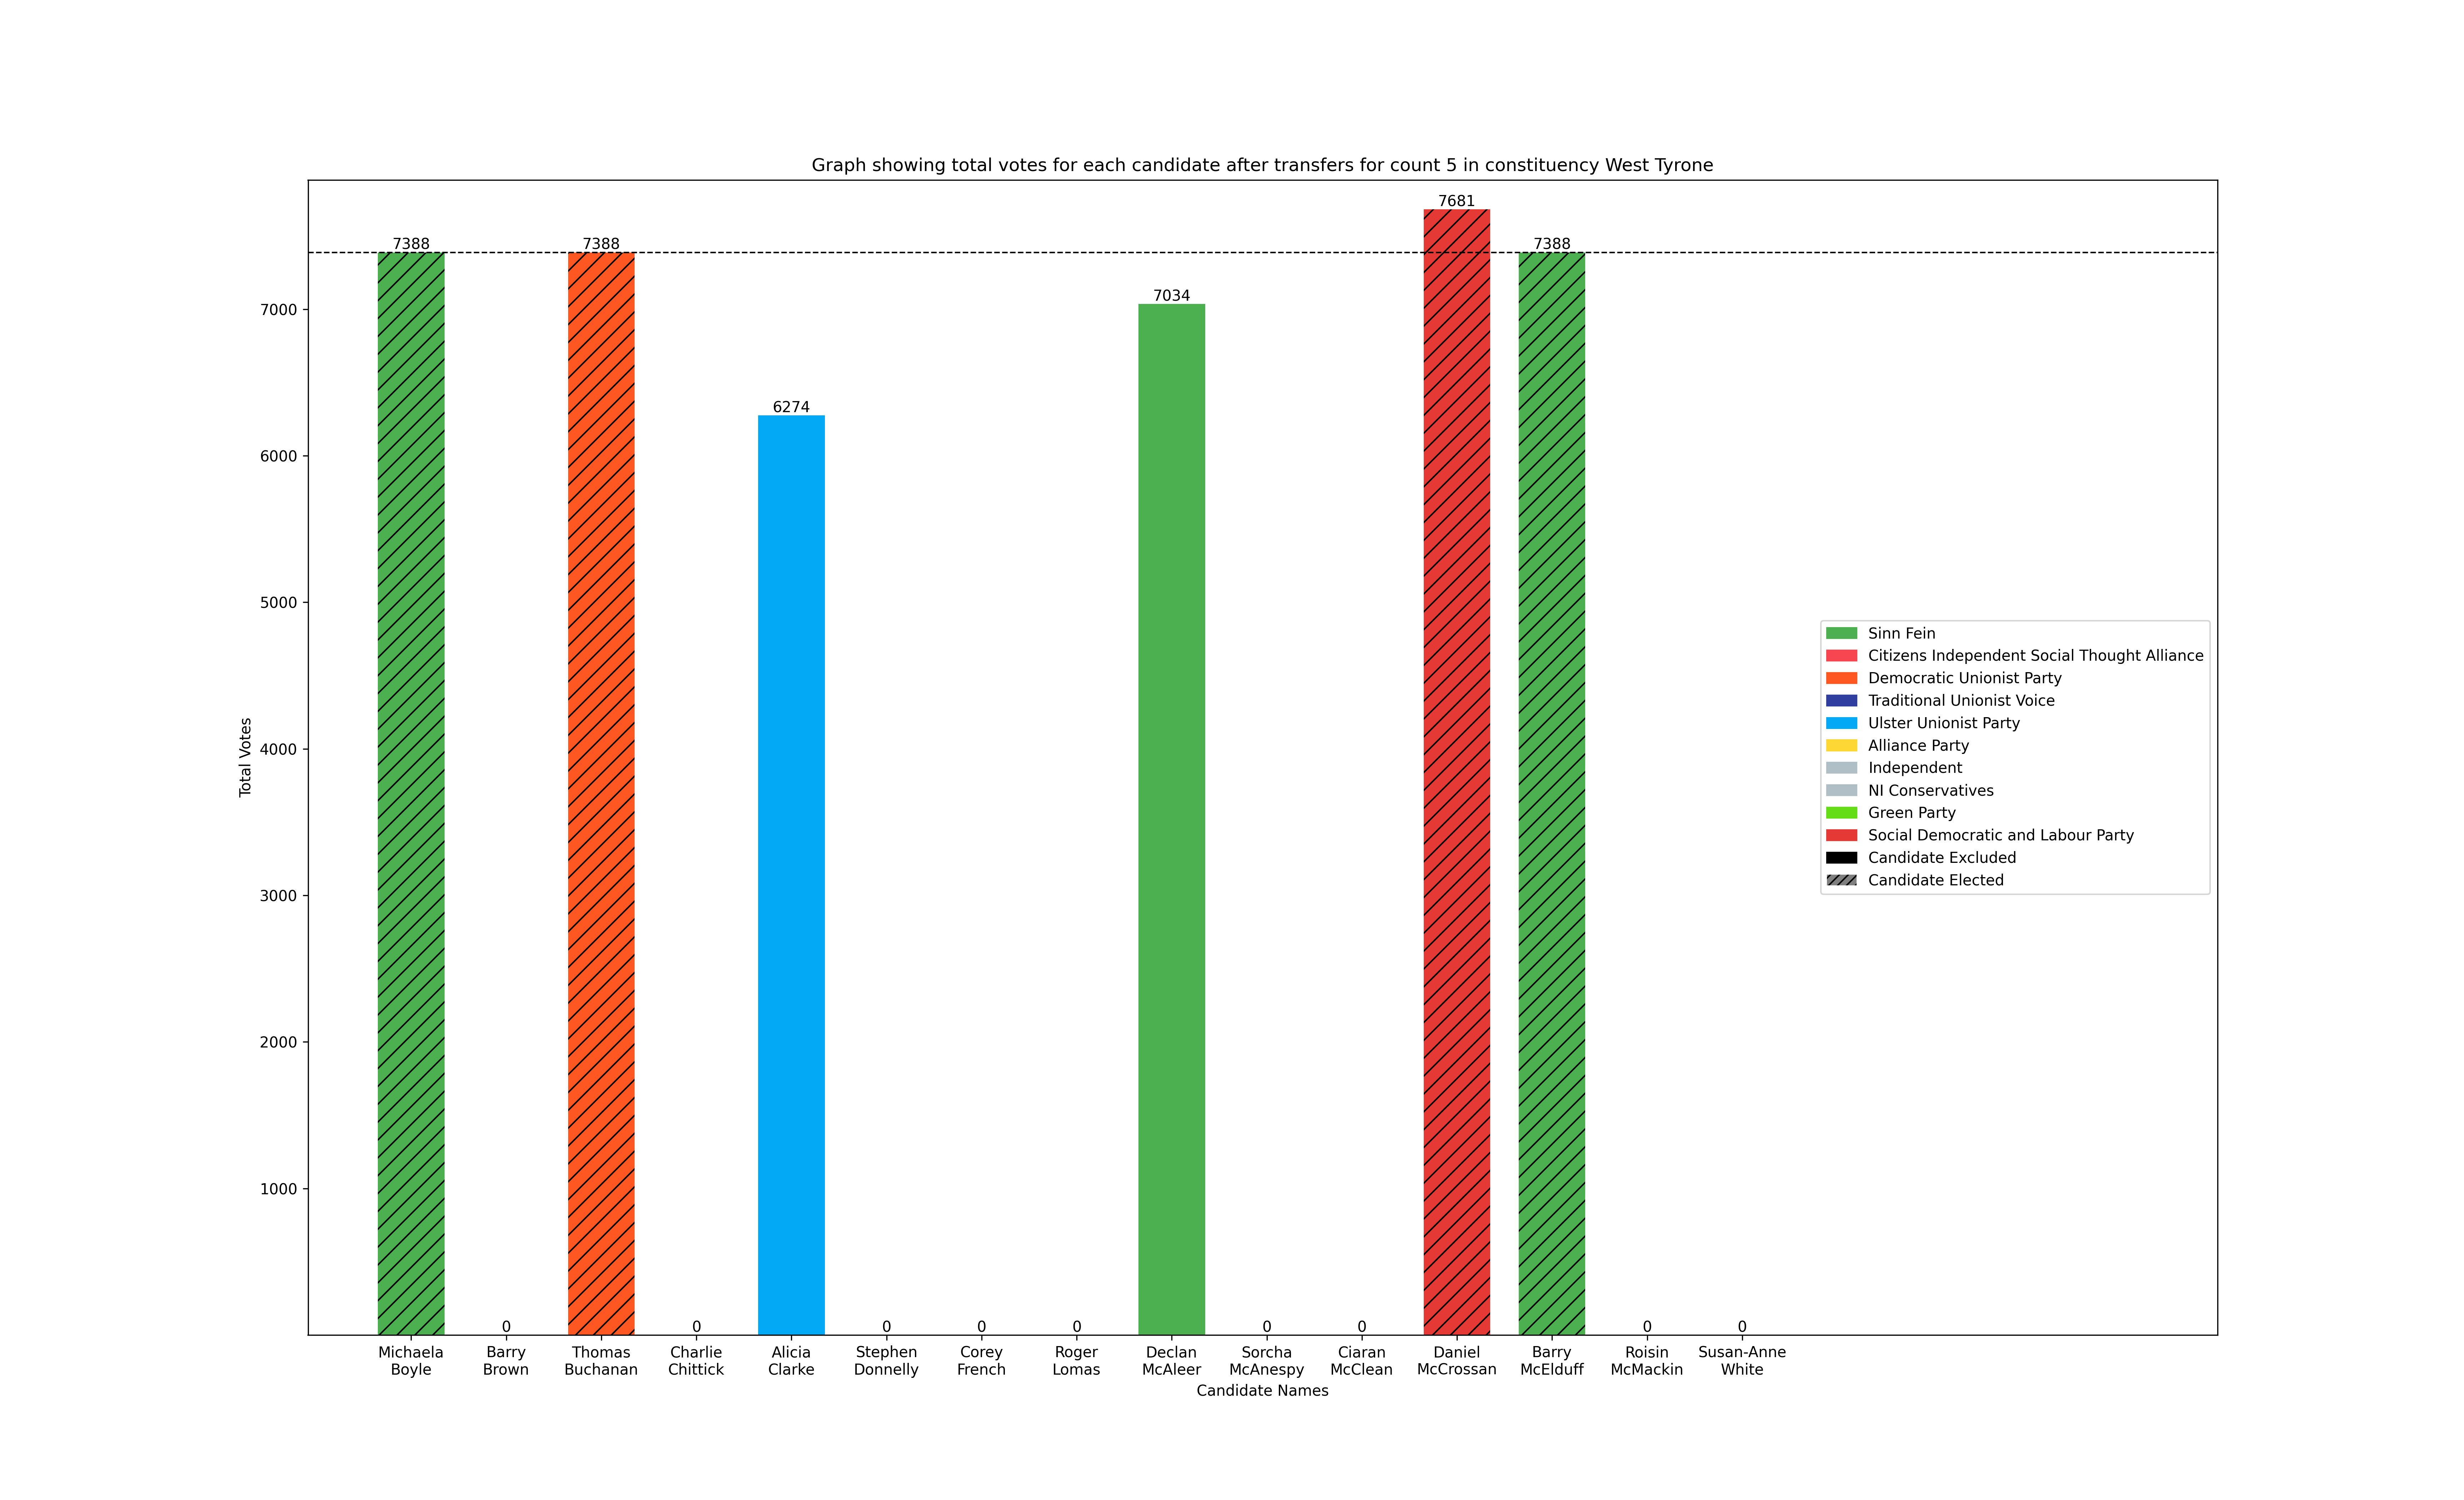 Graph showing total votes for each candidate after transfers for count 5 in constituency West Tyrone
7681
7388
7388
7388
7034
6274
7000
6000
5000
4000
3000
2000
1000
Total Votes
Sinn Fein
Citizens Independent Social Thought Alliance
Democratic Unionist Party
Traditional Unionist Voice
Ulster Unionist Party
Alliance Party
Independent
NI Conservatives
Green Party
Social Democratic and Labour Party
Candidate Excluded
Candidate Elected
0
0
0
0
0
0
0
0
0
Michaela
Boyle
Barry
Brown
Thomas
Buchanan
Charlie
Chittick
Alicia
Clarke
Stephen
Donnelly
Corey
French
Roger
Lomas
Declan
McAleer
Sorcha
McAnespy
Ciaran
McClean
Daniel
McCrossan
Barry
McElduff
Roisin
McMackin
Susan-Anne
White
Candidate Names